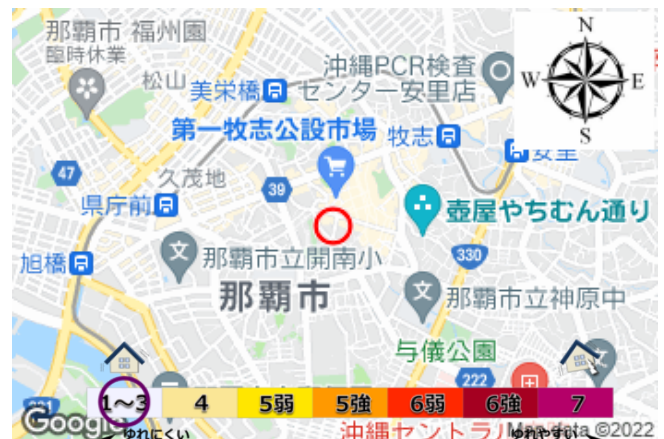 那覇市 福州園
臨時休業
N
W E
S
松山
美栄橋
沖縄PCR検査
センター安里店
第一牧志公設市場
牧志
安里
47
久茂地
39
県庁前
壺屋やちむん通り
旭橋
那覇市立開南小
330
那覇市
那覇市立神原中
与儀公園
222
1～3 4 5弱 5強 6弱 6強 7
Google
ゆれにくい
沖縄セントラル
ゆれやすい
Map data ©2022